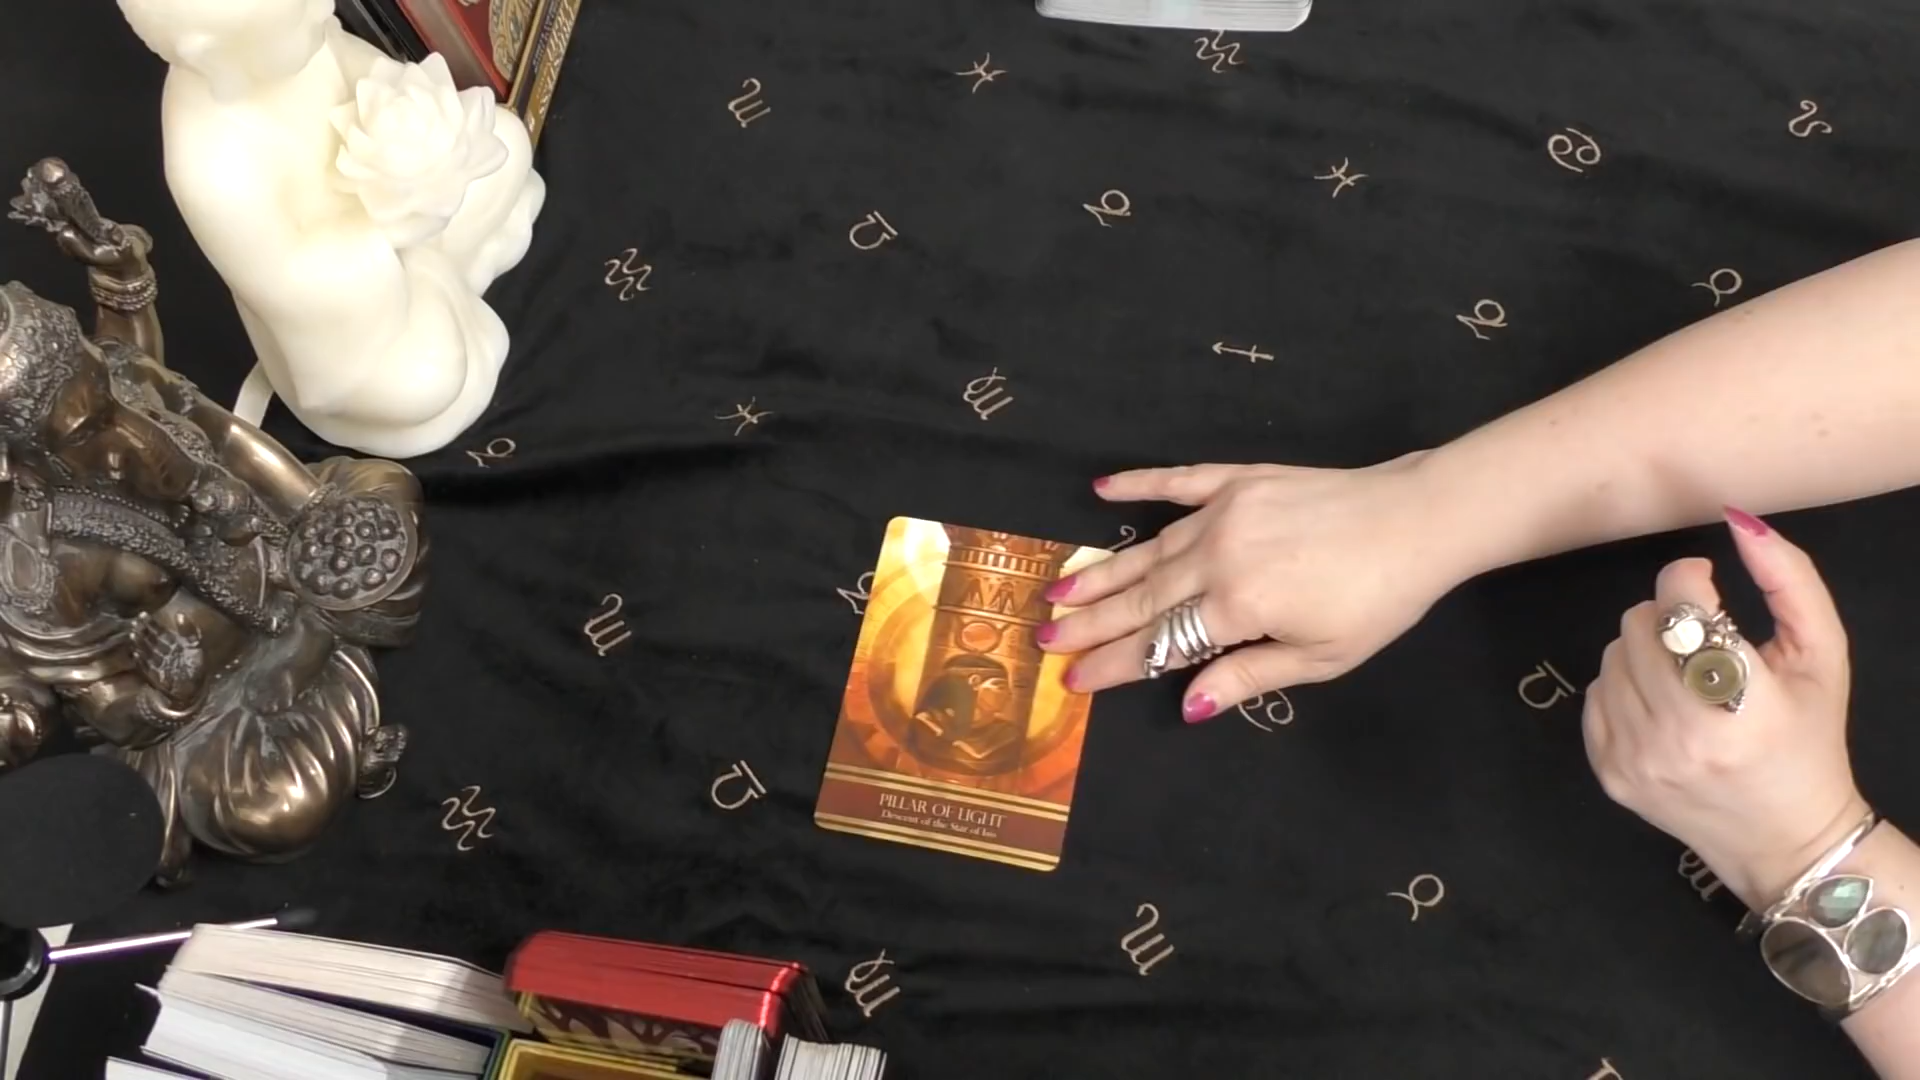 PILLAR OF LIGHT
Descent of the Star of Isis